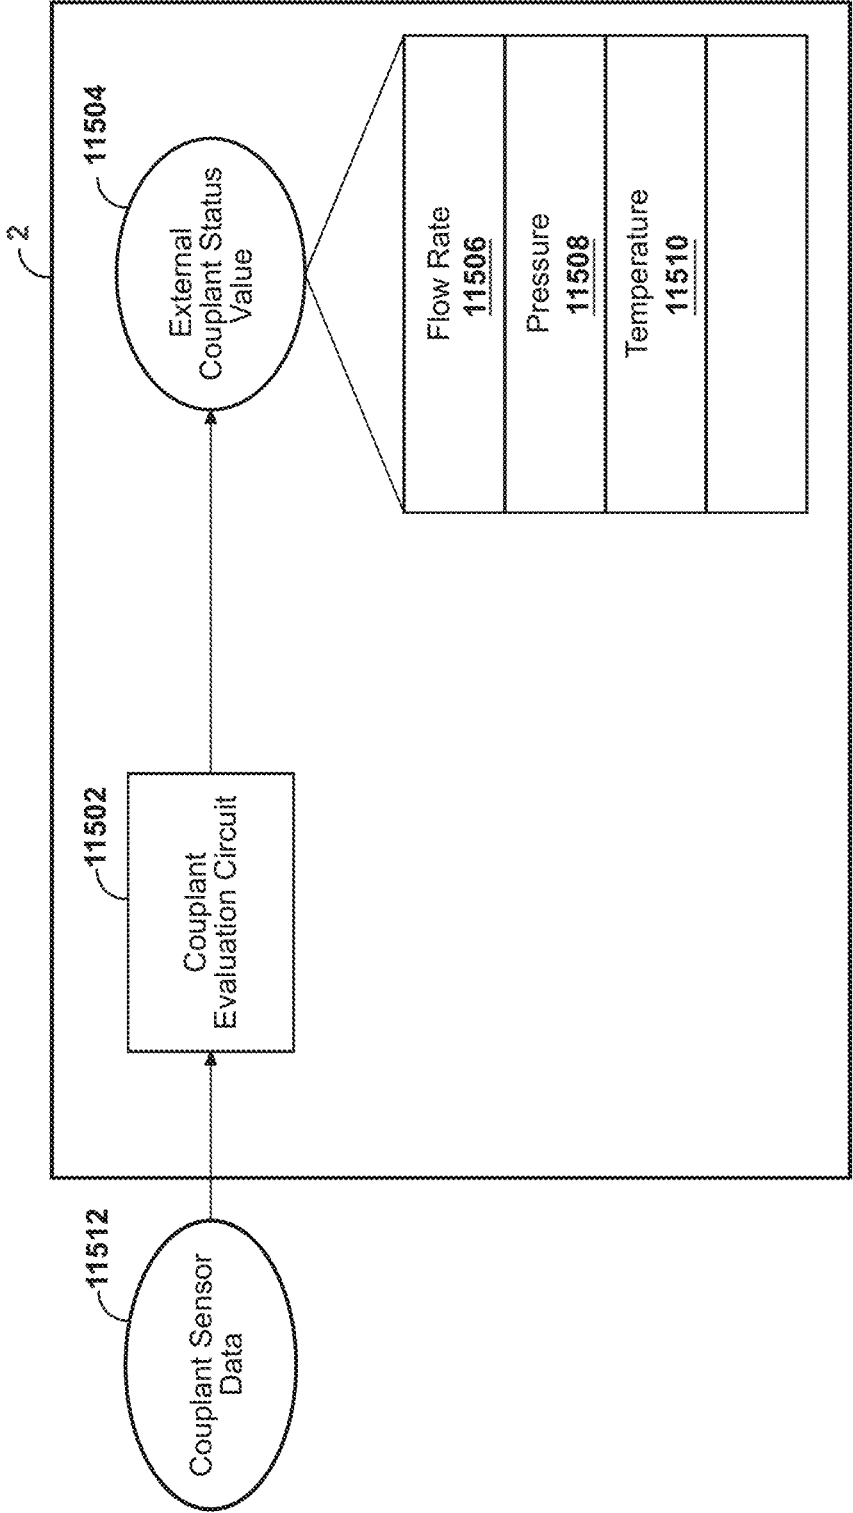 2
11512
Couplant Sensor
Data
11502
Couplant
Evaluation Circuit
11504
External
Couplant Status
Value
Flow Rate
11506
Pressure
11508
Temperature
11510